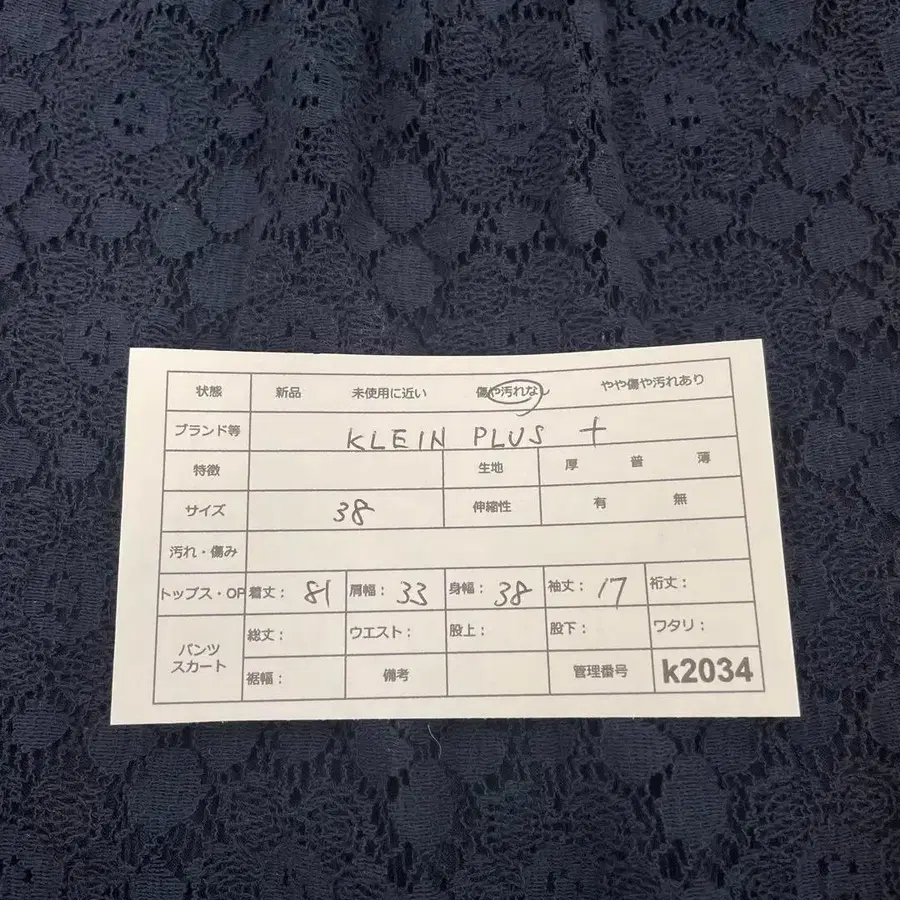 状態 新品 未使用に近い 傷や汚れなし やや傷や汚れあり
ブランド等 KLEIN PLUS +
特徴 生地 厚 普 薄
サイズ 38 伸縮性 有 無
汚れ・傷み
トップス・OP 着丈： 81 肩幅： 33 身幅： 38 袖丈： 17 裄丈：
パンツ スカート 総丈： ウエスト： 股上： 股下： ワタリ：
裾幅： 備考 管理番号 k2034